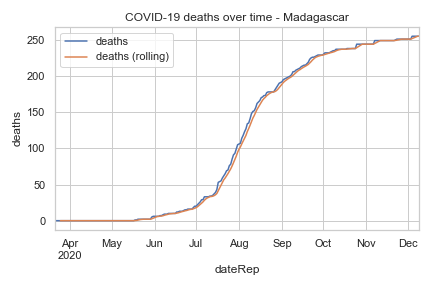 COVID-19 deaths over time - Madagascar
deaths
deaths (rolling)
250
200
150
100
50
0
deaths
Apr May Jun Jul Aug Sep Oct Nov Dec
2020
dateRep